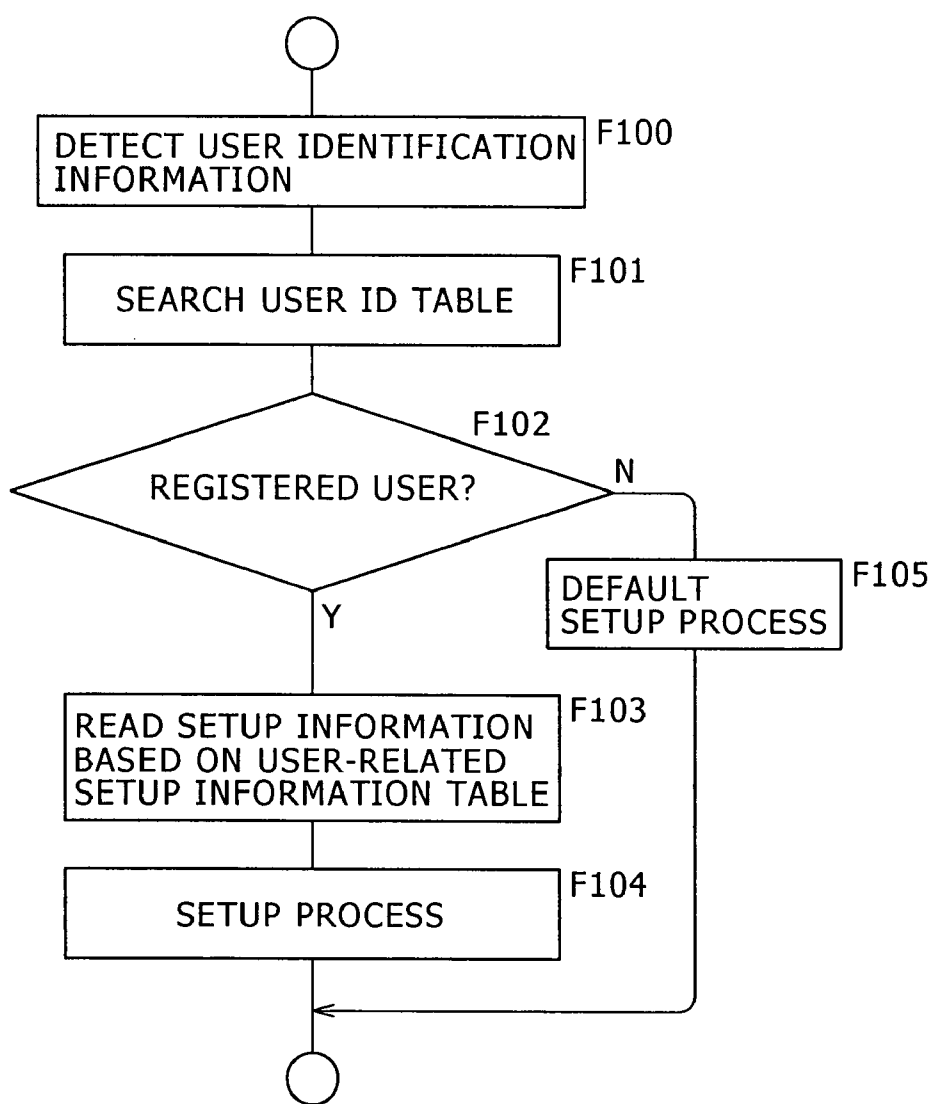 DETECT USER IDENTIFICATION
INFORMATION
F100
SEARCH USER ID TABLE
F101
F102
REGISTERED USER?
N
Y
DEFAULT
SETUP PROCESS
F105
READ SETUP INFORMATION
BASED ON USER-RELATED
SETUP INFORMATION TABLE
F103
SETUP PROCESS
F104